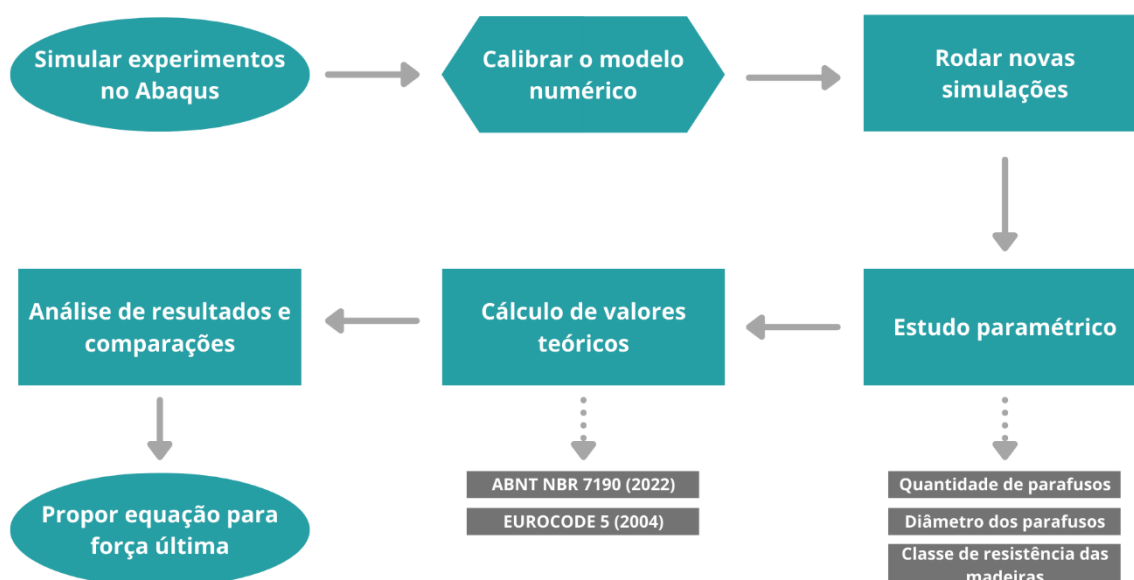 Simular experimentos
no Abaqus
Calibrar o modelo
numérico
Rodar novas
simulações
Estudo paramétrico
Quantidade de parafusos
Diâmetro dos parafusos
Classe de resistência das
madeiras
Cálculo de valores
teóricos
ABNT NBR 7190 (2022)
EUROCODE 5 (2004)
Análise de resultados e
comparações
Propor equação para
força última